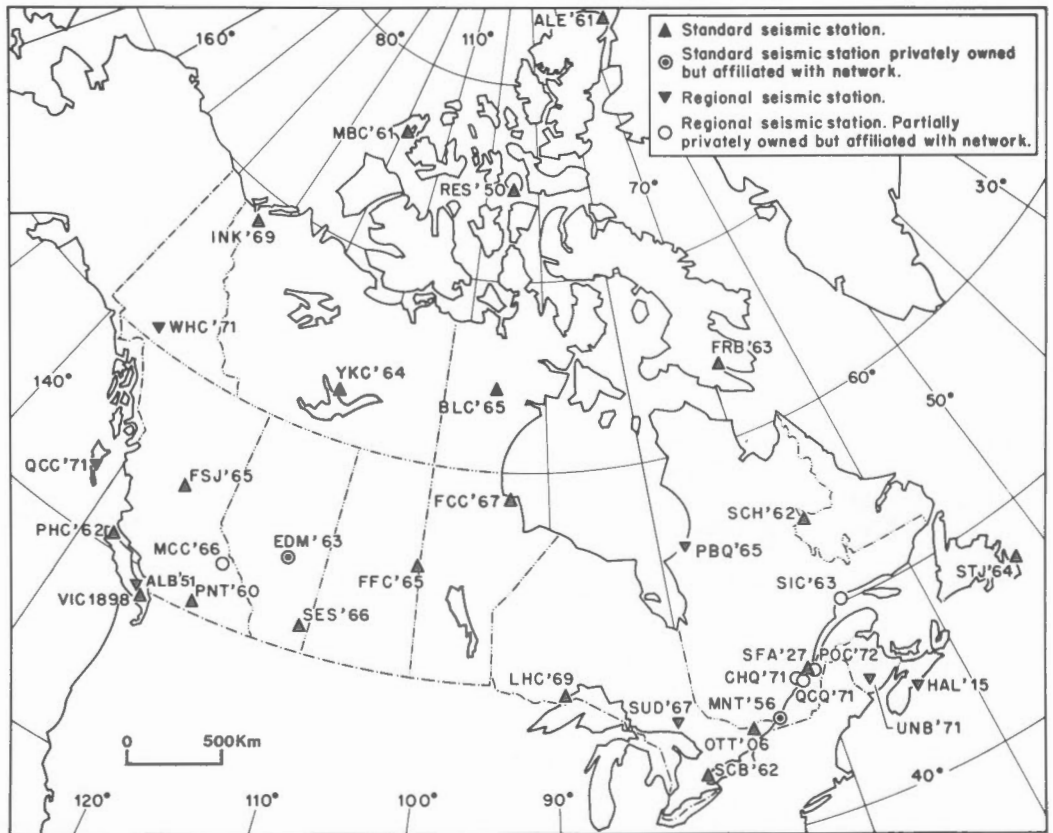 ALE'61
160°
80°
110°
▲ Standard seismic station.
◉ Standard seismic station privately owned
but affiliated with network.
▼ Regional seismic station.
○ Regional seismic station. Partially
privately owned but affiliated with network.
MBC'61
RES'50
70°
30°
INK'69
WHC'71
FRB'63
140°
YKC'64
60°
BLC'65
50°
QCC'71
FSJ'65
FCC'67
SCH'62
PHC'62
MCC'66
EDM'63
PBQ'65
ALB'51
FFC'65
STJ'64
VIC1898
PNT'60
SIC'63
SES'66
SFA'27
POC'72
LHC'69
CHQ'71
HAL'15
SUD'67
MNT'56
QCQ'71
UNB'71
OTT'06
0 500Km
SCB'62
40°
120°
110°
100°
90°